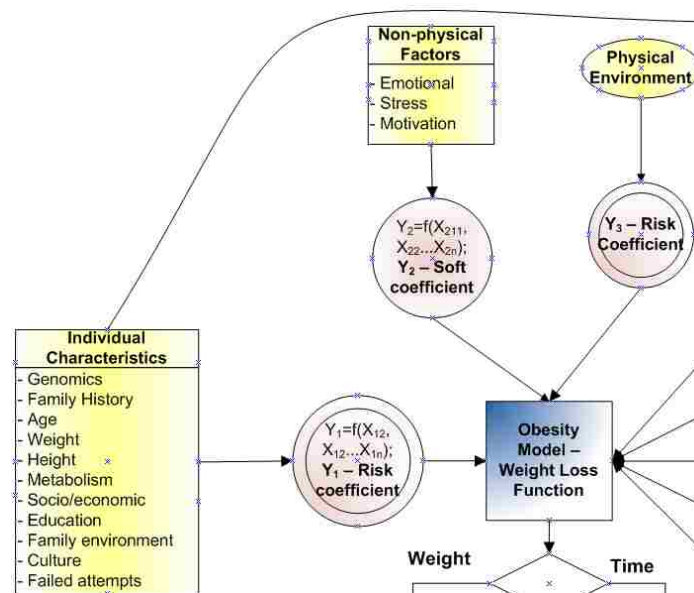 Non-physical
Factors
- Emotional
- Stress
- Motivation
Physical
Environment
Y₂=f(X₂₁₁,
X₂₂...X₂ₙ);
Y₂ – Soft
coefficient
Y₃ – Risk
Coefficient
Individual
Characteristics
- Genomics
- Family History
- Age
- Weight
- Height
- Metabolism
- Socio/economic
- Education
- Family environment
- Culture
- Failed attempts
Y₁=f(X₁₂,
X₁₂...X₁ₙ);
Y₁ – Risk
coefficient
Obesity
Model –
Weight Loss
Function
Weight
Time